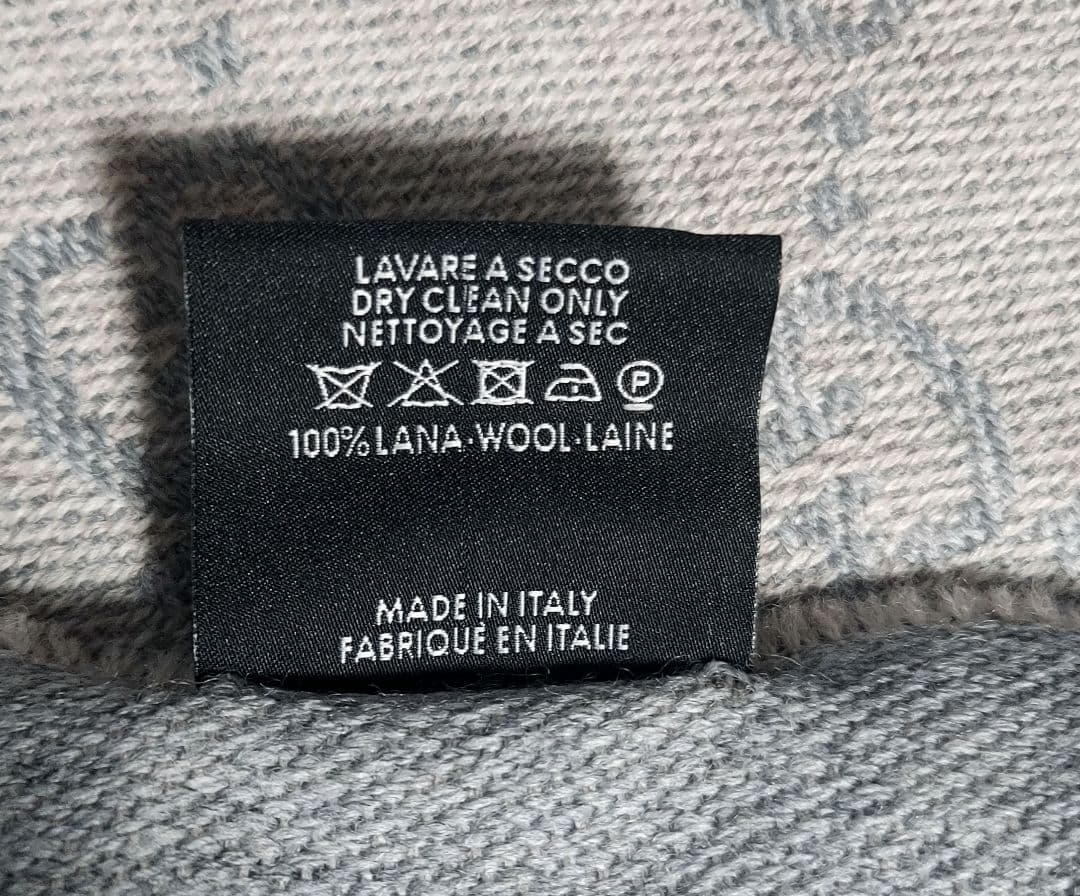 LAVARE A SECCO
DRY CLEAN ONLY
NETTOYAGE A SEC
P
100% LANA·WOOL·LAINE
MADE IN ITALY
FABRIQUÈ EN ITALIE